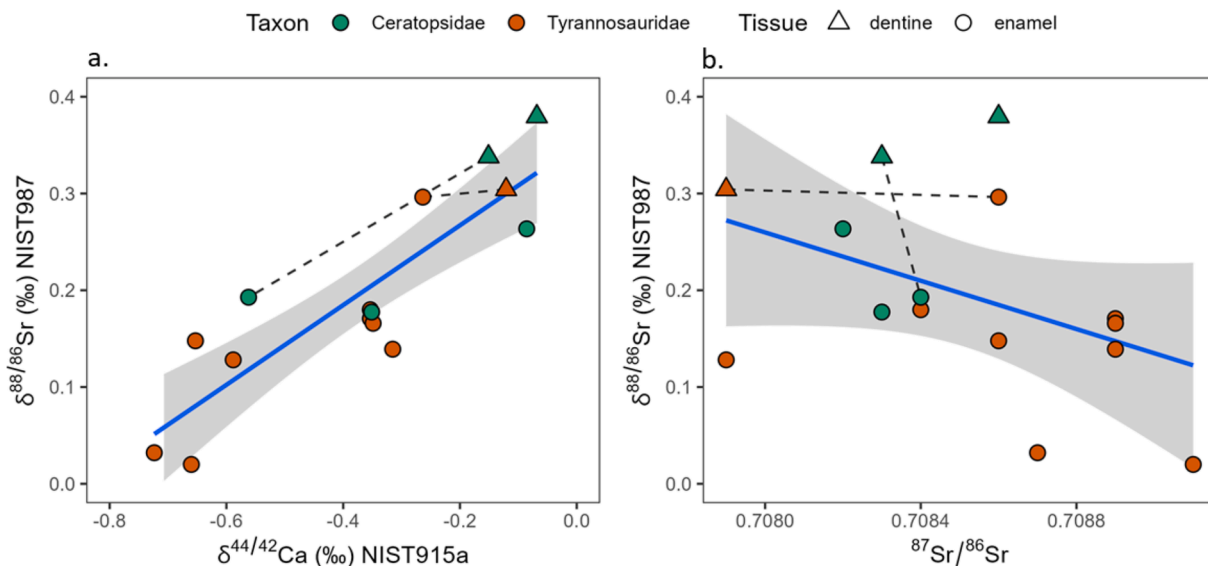 Taxon Ceratopsidae Tyrannosauridae Tissue dentine enamel
a.
δ88/86Sr (‰) NIST987
0.4
0.3
0.2
0.1
0.0
-0.8 -0.6 -0.4 -0.2 0.0
δ44/42Ca (‰) NIST915a
b.
δ88/86Sr (‰) NIST987
0.4
0.3
0.2
0.1
0.0
0.7080 0.7084 0.7088
87Sr/86Sr